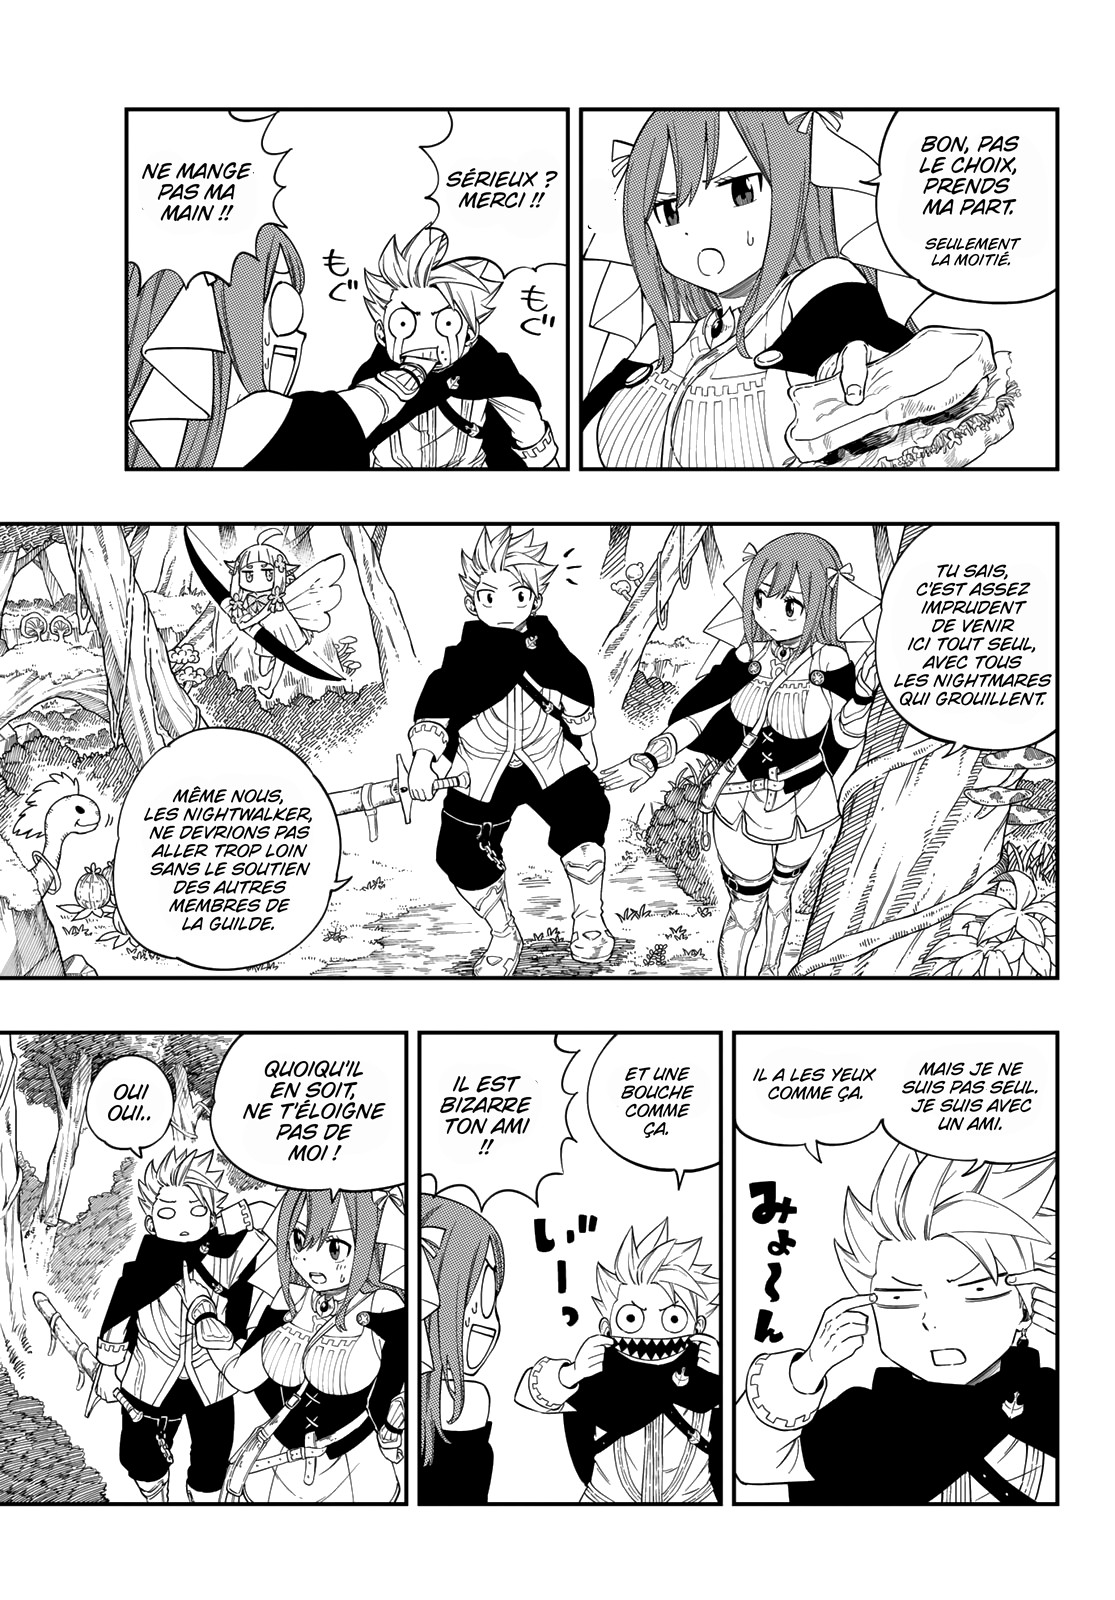 BON, PAS
LE CHOIX,
PRENDS
MA PART.
SEULEMENT
LA MOITIÉ.
SÉRIEUX ?
MERCI !!
NE MANGE
PAS MA
MAIN !!
もぐ
もぐ
TU SAIS,
C'EST ASSEZ
IMPRUDENT
DE VENIR
ICI TOUT SEUL,
AVEC TOUS
LES NIGHTMARES
QUI GROUILLENT.
MÊME NOUS,
LES NIGHTWALKER,
NE DEVRIONS PAS
ALLER TROP LOIN
SANS LE SOUTIEN
DES AUTRES
MEMBRES DE
LA GUILDE.
MAIS JE NE
SUIS PAS SEUL.
JE SUIS AVEC
UN AMI.
IL A LES YEUX
COMME ÇA.
みょ〜ん
ET UNE
BOUCHE
COMME
ÇA.
IL EST
BIZARRE
TON AMI
!!
い゛ーっ
QUOIQU'IL
EN SOIT,
NE T'ÉLOIGNE
PAS DE
MOI !
OUI
OUI..